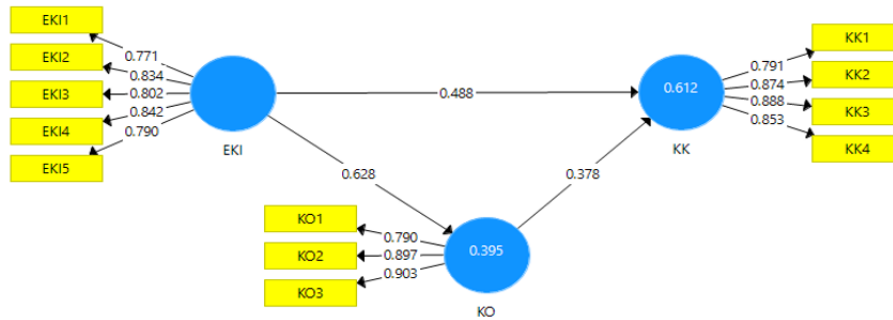 EKI1
EKI2
EKI3
EKI4
EKI5
0.771
0.834
0.802
0.842
0.790
EKI
0.488
0.628
0.378
0.612
KK
0.791
0.874
0.888
0.853
KK1
KK2
KK3
KK4
KO1
KO2
KO3
0.790
0.897
0.903
0.395
KO